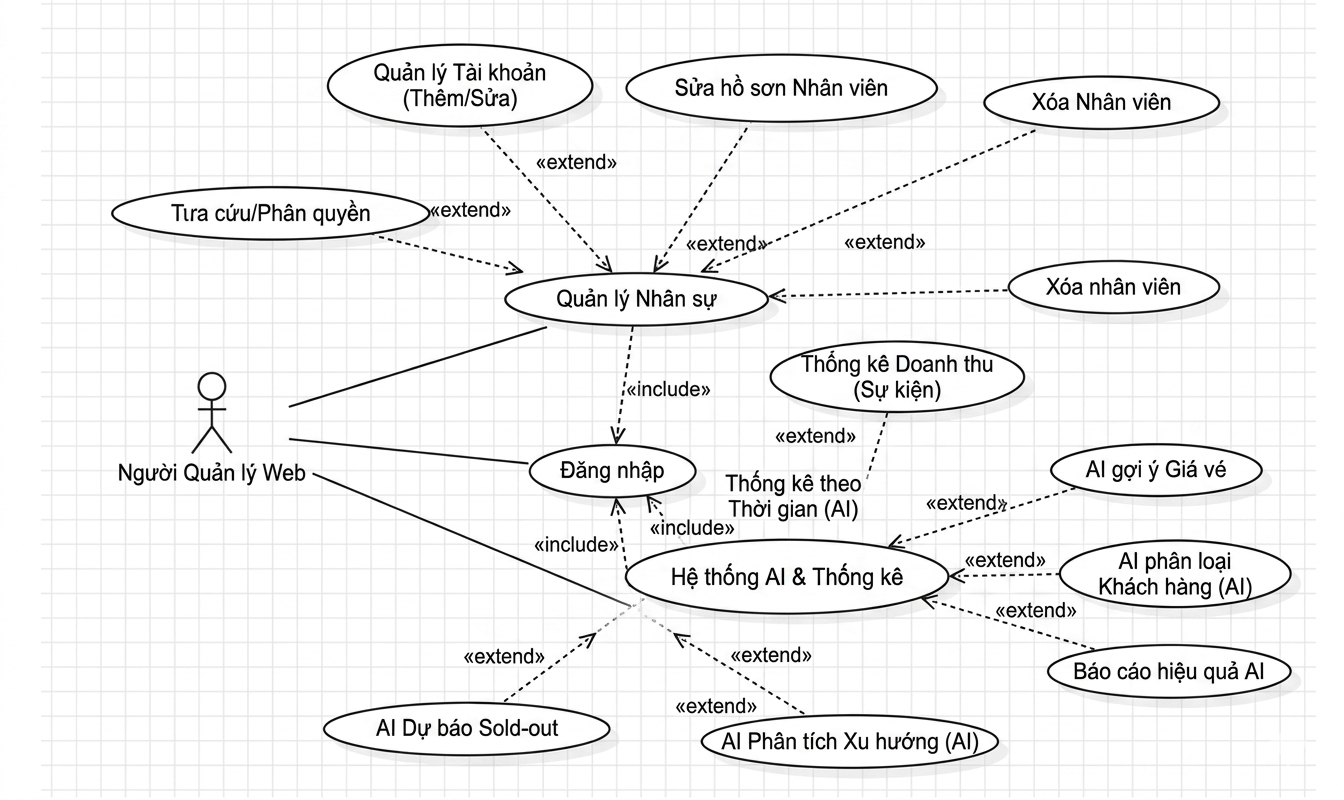 Quản lý Tài khoản
(Thêm/Sửa)
Sửa hồ sơn Nhân viên
Xóa Nhân viên
«extend»
Tưa cứu/Phân quyền
«extend»
«extend»
«extend»
Quản lý Nhân sự
Xóa nhân viên
Thống kê Doanh thu
(Sự kiện)
«include»
«extend»
Người Quản lý Web
Đăng nhập
Thống kê theo
Thời gian (AI)
AI gợi ý Giá vé
«extend»
«include»
«include»
Hệ thống AI & Thống kê
«extend»
AI phân loại
Khách hàng (AI)
«extend»
«extend»
«extend»
Báo cáo hiệu quả AI
«extend»
AI Dự báo Sold-out
AI Phân tích Xu hướng (AI)